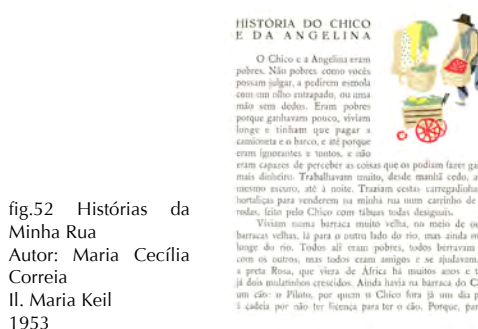 HISTÓRIA DO CHICO
E DA ANGELINA
O Chico e a Angelina eram
pobres. Não pobres como vocês
possam julgar, a pedirem esmola
com um olho entrapado, ou uma
mão sem dedos. Eram pobres
porque ganhavam pouco, viviam
longe e tinham que pagar a
camioneta e o barco, e até porque
eram ignorantes e tontos, e não
eram capazes de perceber as coisas que os podiam fazer
mais dinheiro. Trabalhavam muito, desde manhã cedo,
mesmo escuro, até à noite. Traziam cestas
hortaliças para venderem na minha rua num carrinho de
rodas, feito pelo Chico com tábuas todas desiguais.
Viviam numa barraca muito velha, no meio de
barracas velhas, lá para o outro lado do rio, mas ainda
longe do rio. Todos ali eram pobres, todos berravam
com os outros, mas todos eram amigos e se ajudavam.
a preta Rosa, que viera de África há muitos anos e
já dois mulatinhos crescidos. Ainda havia na barraca do
um cão: o Piloto, por quem o Chico fora já um dia
à cadeia por não ter licença para ter o cão. Porque,
fig.52 Histórias da
Minha Rua
Autor: Maria Cecília
Correia
Il. Maria Keil
1953